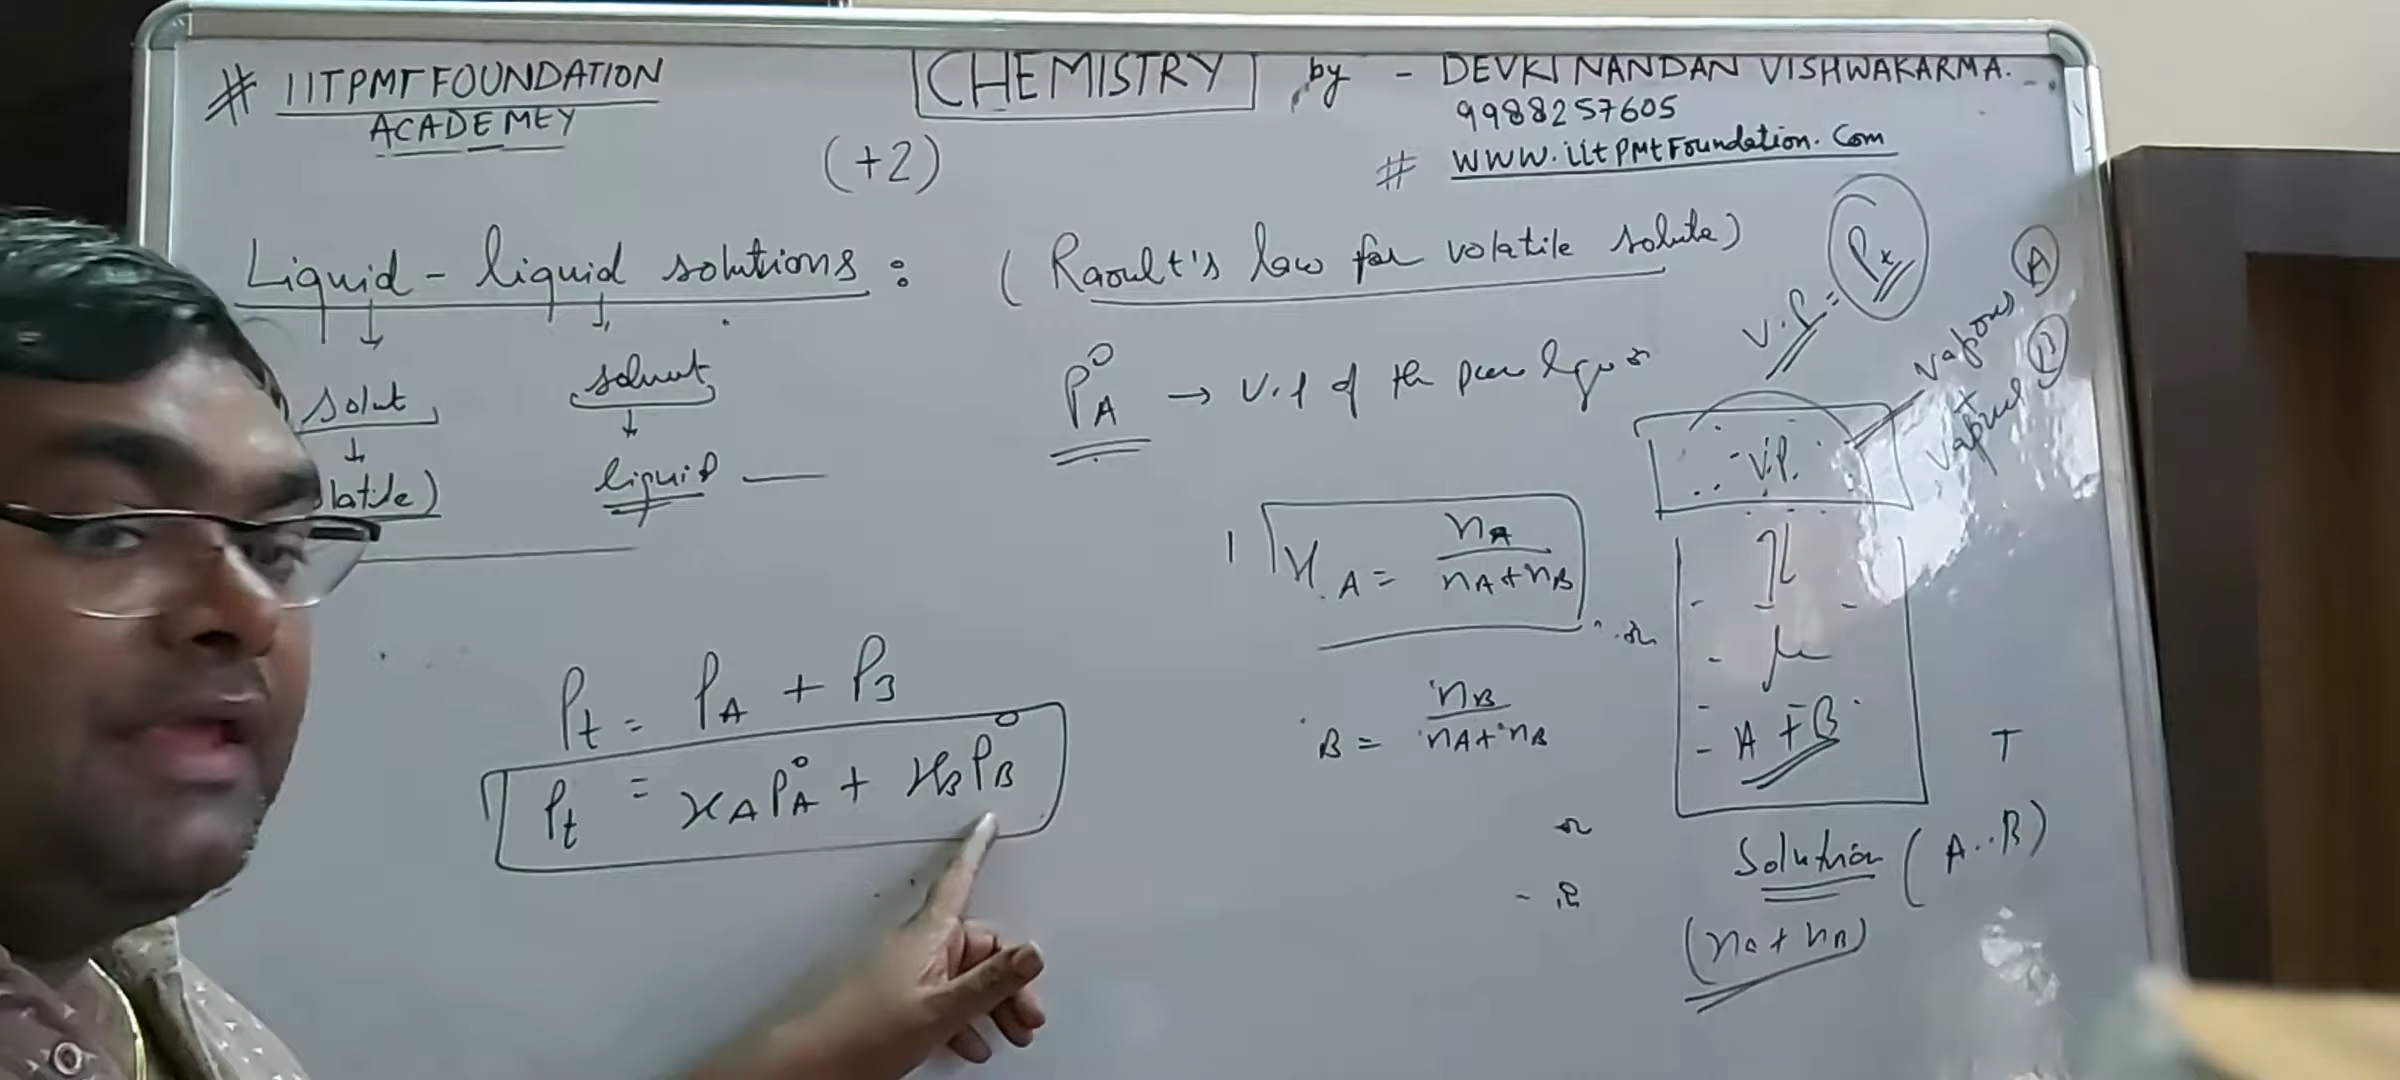 # IITPMT FOUNDATION
ACADEMEY
CHEMISTRY by - DEVKI NANDAN VISHWAKARMA.
9988257605
(+2)
# WWW.iitPMtFoundation.Com
Liquid - liquid solutions : (Raoult's law for volatile solute)
V.P. = Px
vapours A
vapour B
solut
solvent
latile)
liquid
P°A → V.P of the pure
V.P.
xA = nA / nA+nB
B = nB / nA+nB
Pt = PA + PB
Pt = xAP°A + xBP°B
A + B
T
Solution (A..B)
(nA + nB)